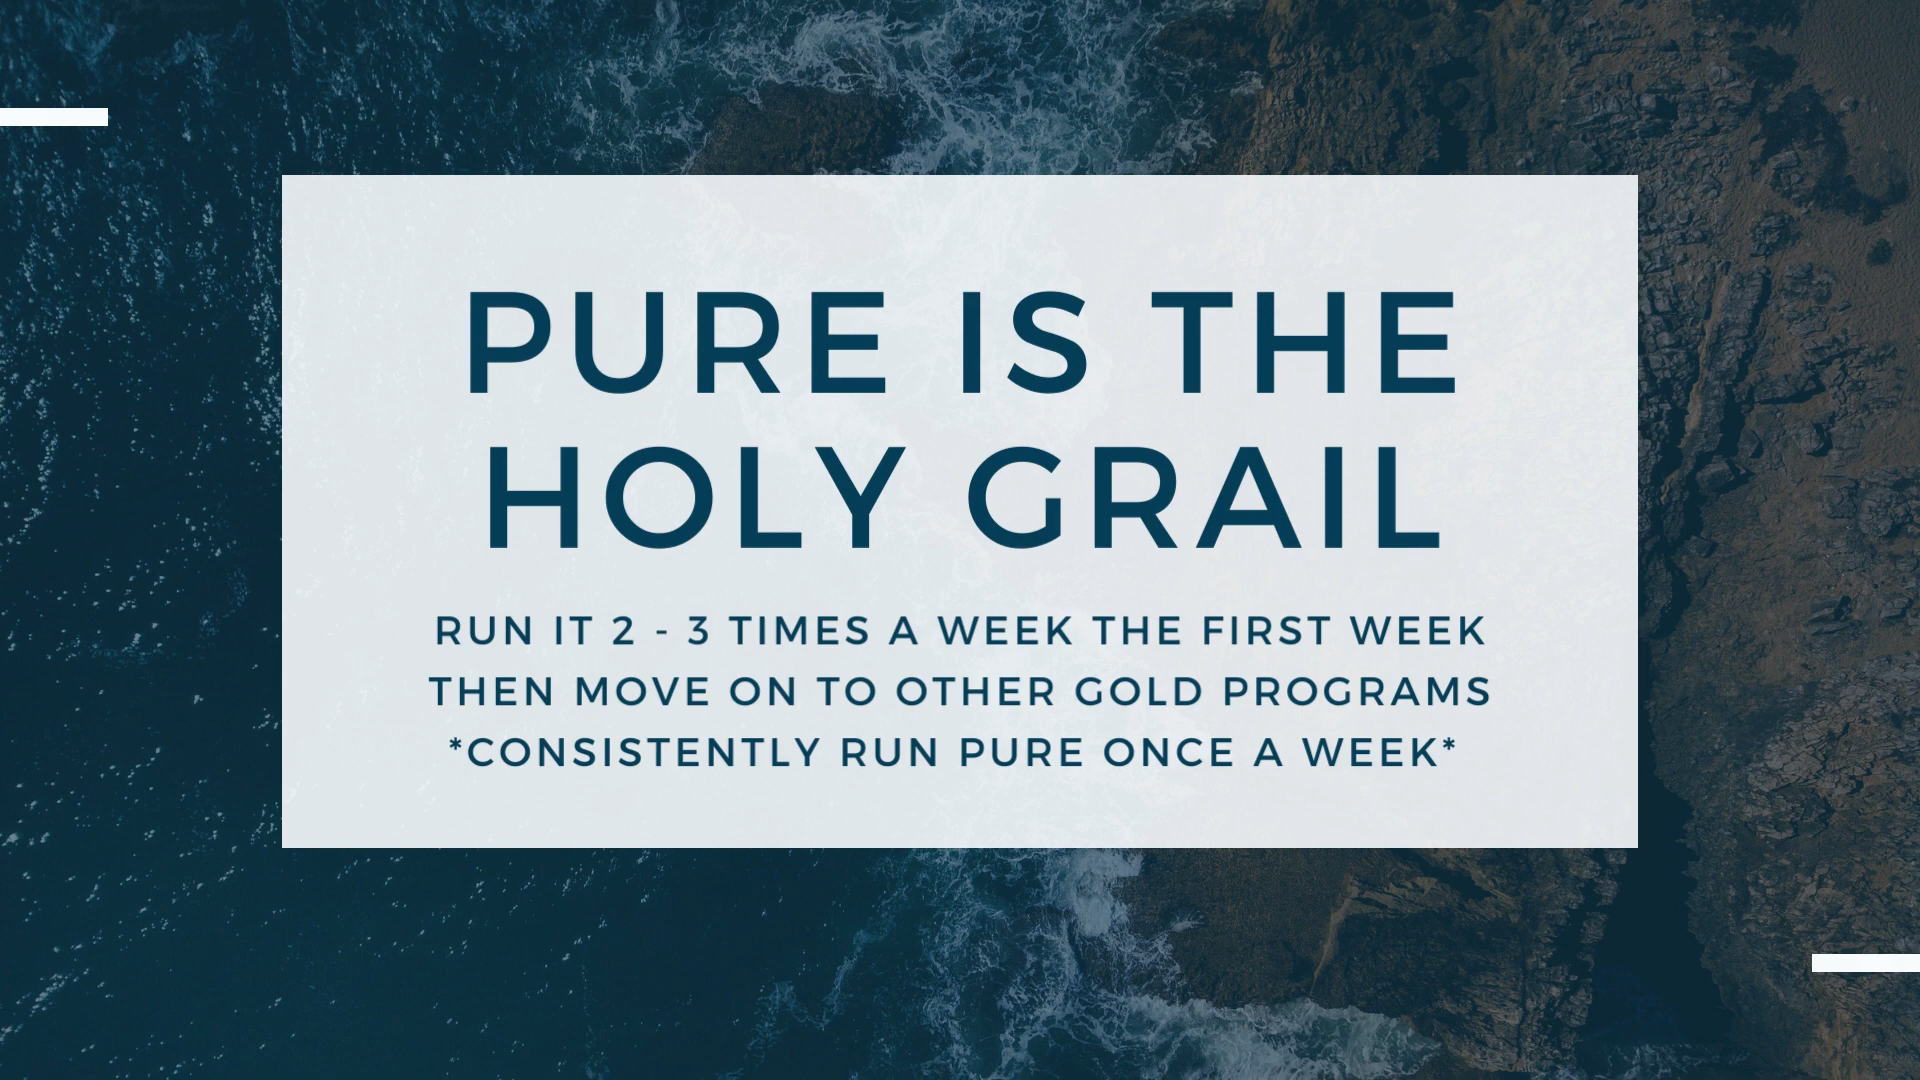 PURE IS THE
HOLY GRAIL
RUN IT 2 - 3 TIMES A WEEK THE FIRST WEEK
THEN MOVE ON TO OTHER GOLD PROGRAMS
*CONSISTENTLY RUN PURE ONCE A WEEK*